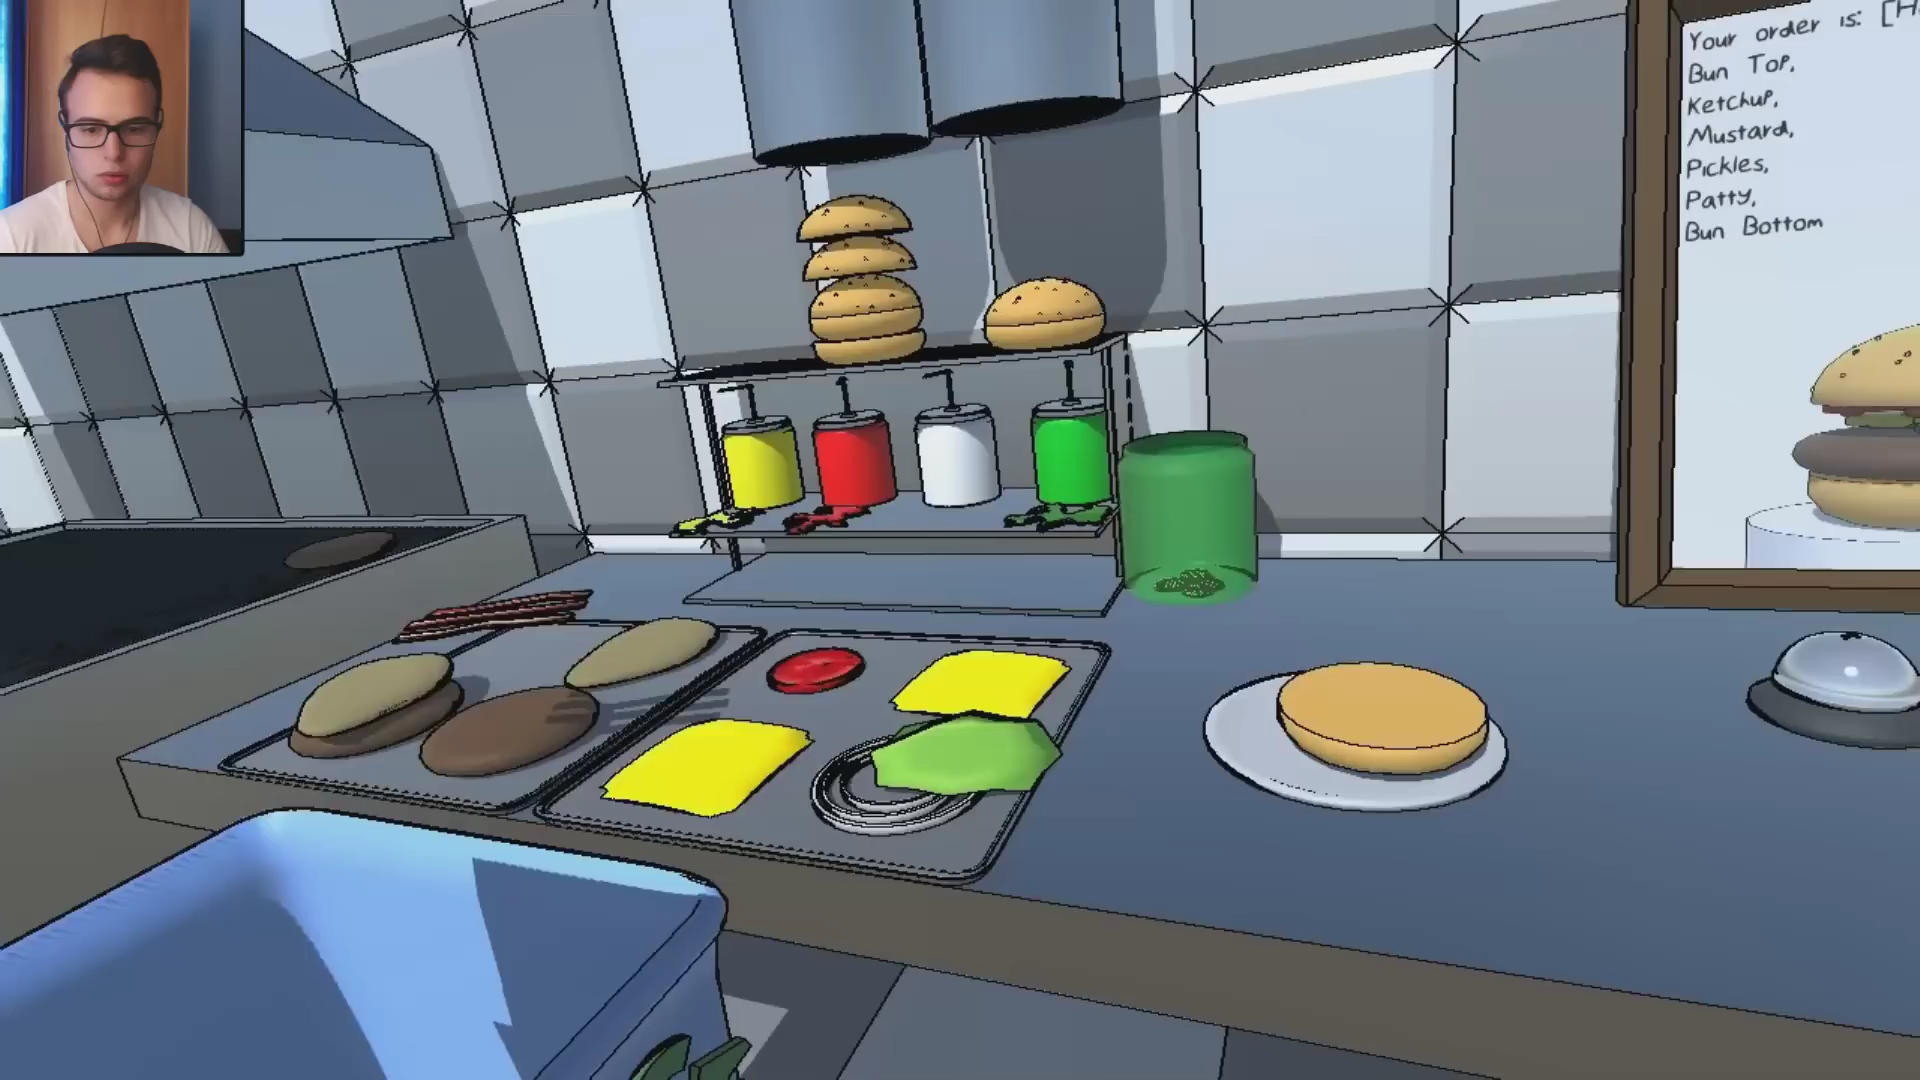 Your order is:
Bun Top,
Ketchup,
Mustard,
Pickles,
Patty,
Bun Bottom